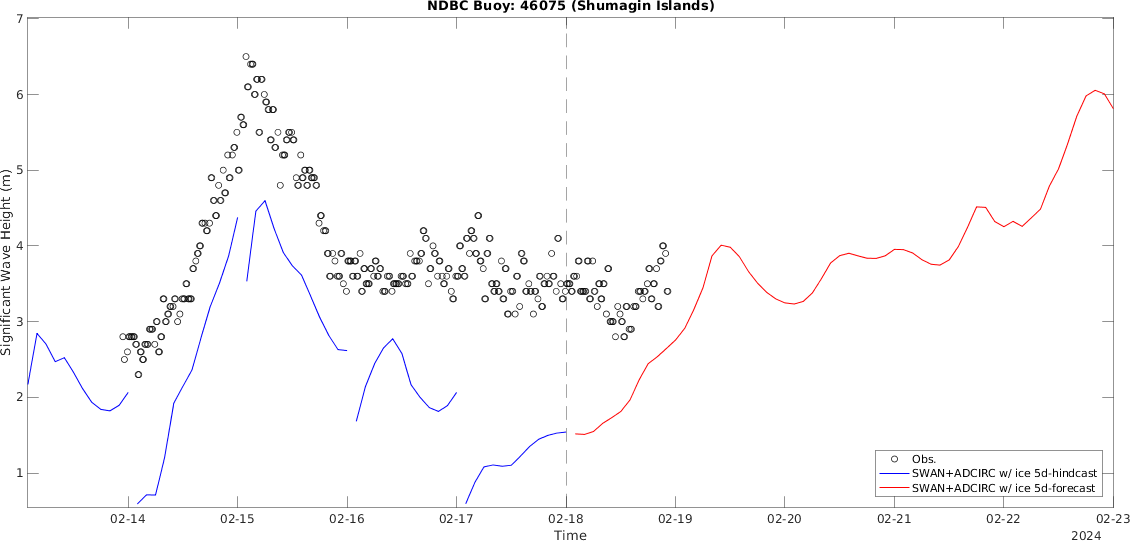 NDBC Buoy: 46075 (Shumagin Islands)
7
6
5
4
3
2
1
Significant Wave Height (m)
Obs.
SWAN+ADCIRC w/ ice 5d-hindcast
SWAN+ADCIRC w/ ice 5d-forecast
02-14 02-15 02-16 02-17 02-18 02-19 02-20 02-21 02-22 02-23
Time
2024